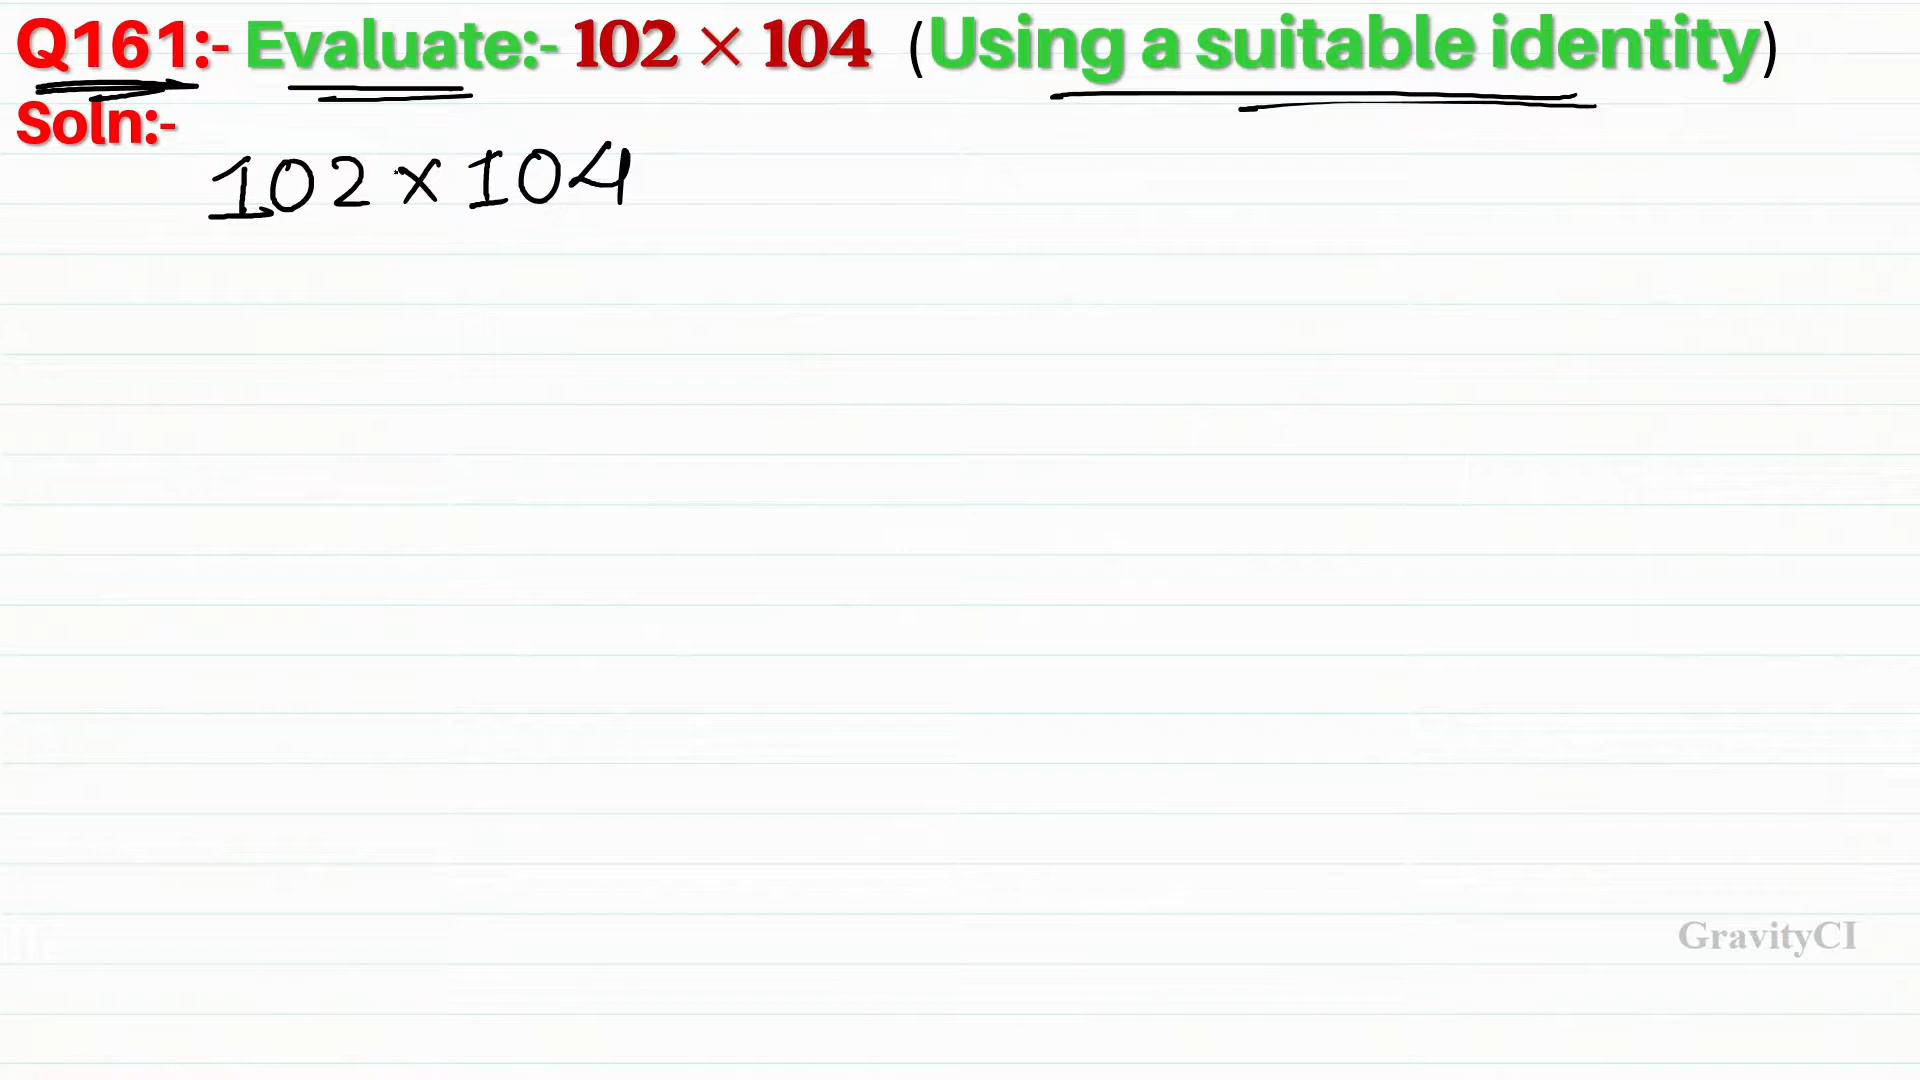 Q161:- Evaluate:- 102 × 104 (Using a suitable identity)
Soln:-
102 × 104
GravityCI